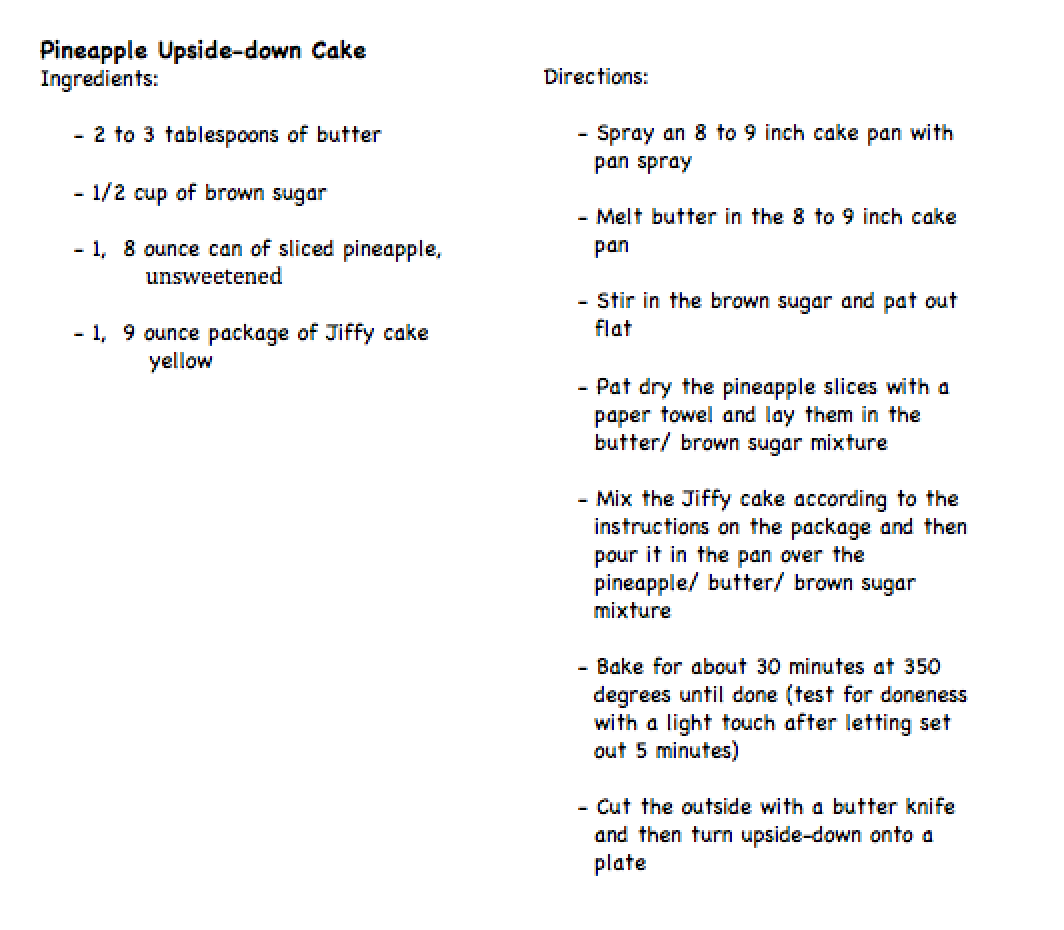 Pineapple Upside-down Cake
Ingredients:
- 2 to 3 tablespoons of butter
- 1/2 cup of brown sugar
- 1,  8 ounce can of sliced pineapple,
unsweetened
- 1,  9 ounce package of Jiffy cake
yellow
Directions:
- Spray an 8 to 9 inch cake pan with
pan spray
- Melt butter in the 8 to 9 inch cake
pan
- Stir in the brown sugar and pat out
flat
- Pat dry the pineapple slices with a
paper towel and lay them in the
butter/ brown sugar mixture
- Mix the Jiffy cake according to the
instructions on the package and then
pour it in the pan over the
pineapple/ butter/ brown sugar
mixture
- Bake for about 30 minutes at 350
degrees until done (test for doneness
with a light touch after letting set
out 5 minutes)
- Cut the outside with a butter knife
and then turn upside-down onto a
plate